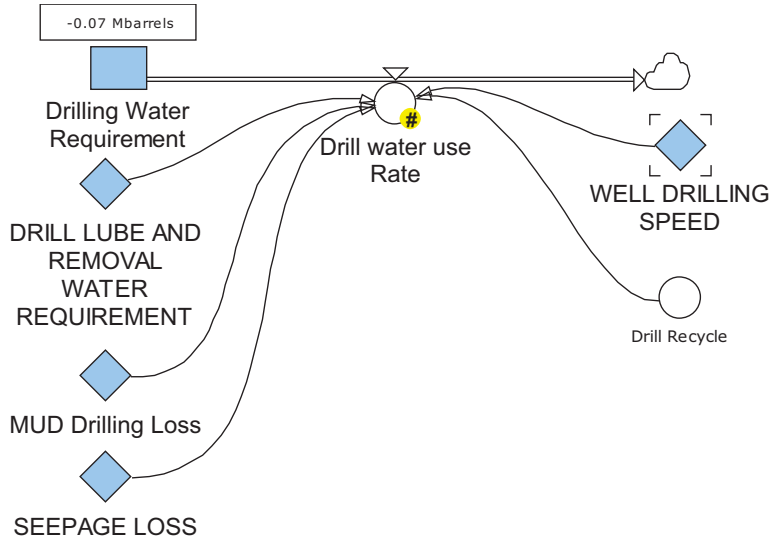 -0.07 Mbarrels
Drilling Water
Requirement
#
Drill water use
Rate
WELL DRILLING
SPEED
DRILL LUBE AND
REMOVAL
WATER
REQUIREMENT
Drill Recycle
MUD Drilling Loss
SEEPAGE LOSS